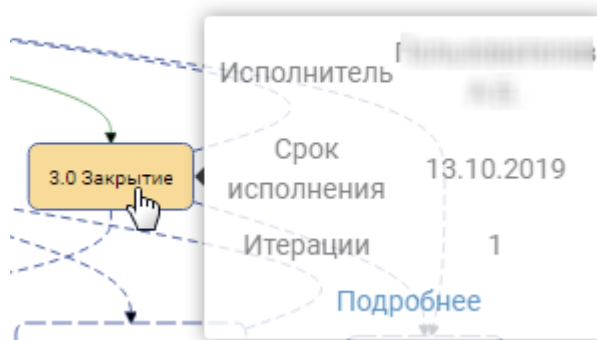 Исполнитель
3.0 Закрытие
Срок
исполнения
13.10.2019
Итерации
1
Подробнее